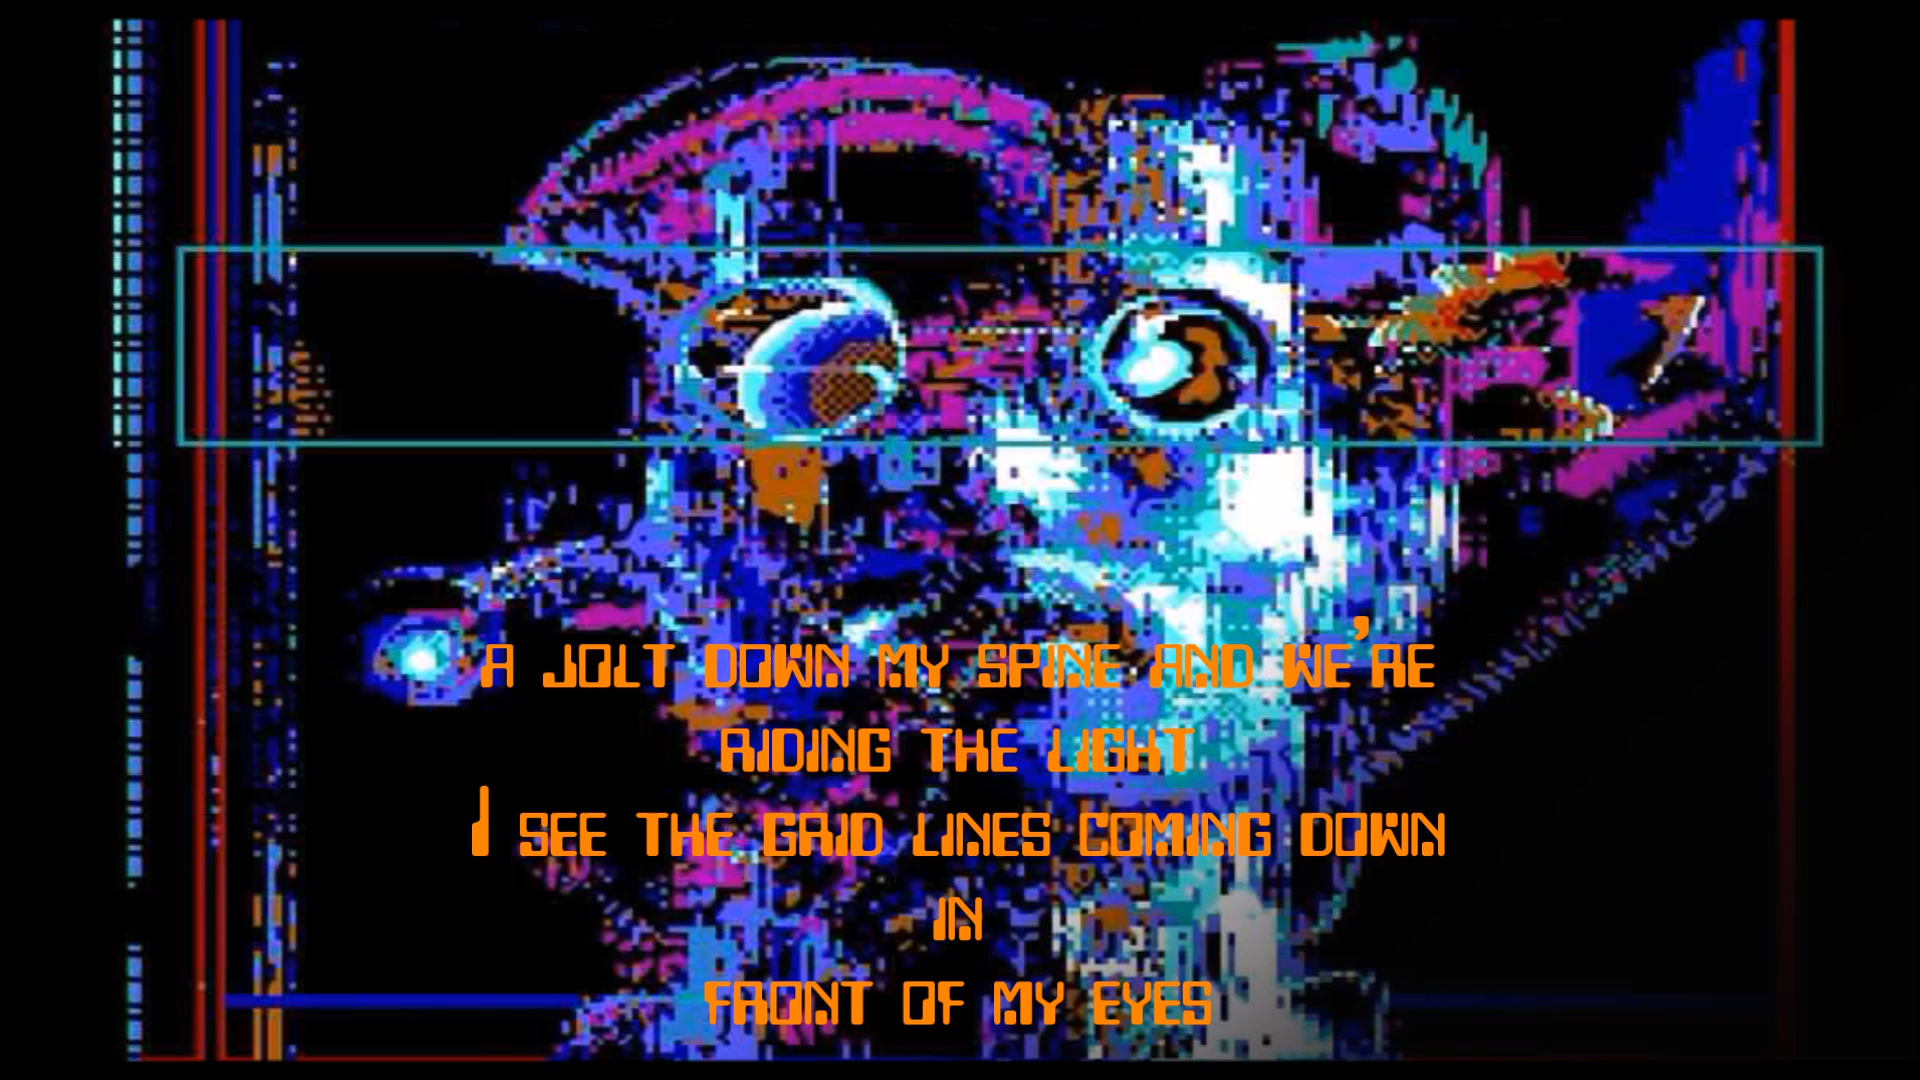 A JOLT DOWN MY SPINE AND WE'RE
RIDING THE LIGHT
I SEE THE GRID LINES COMING DOWN
IN
FRONT OF MY EYES